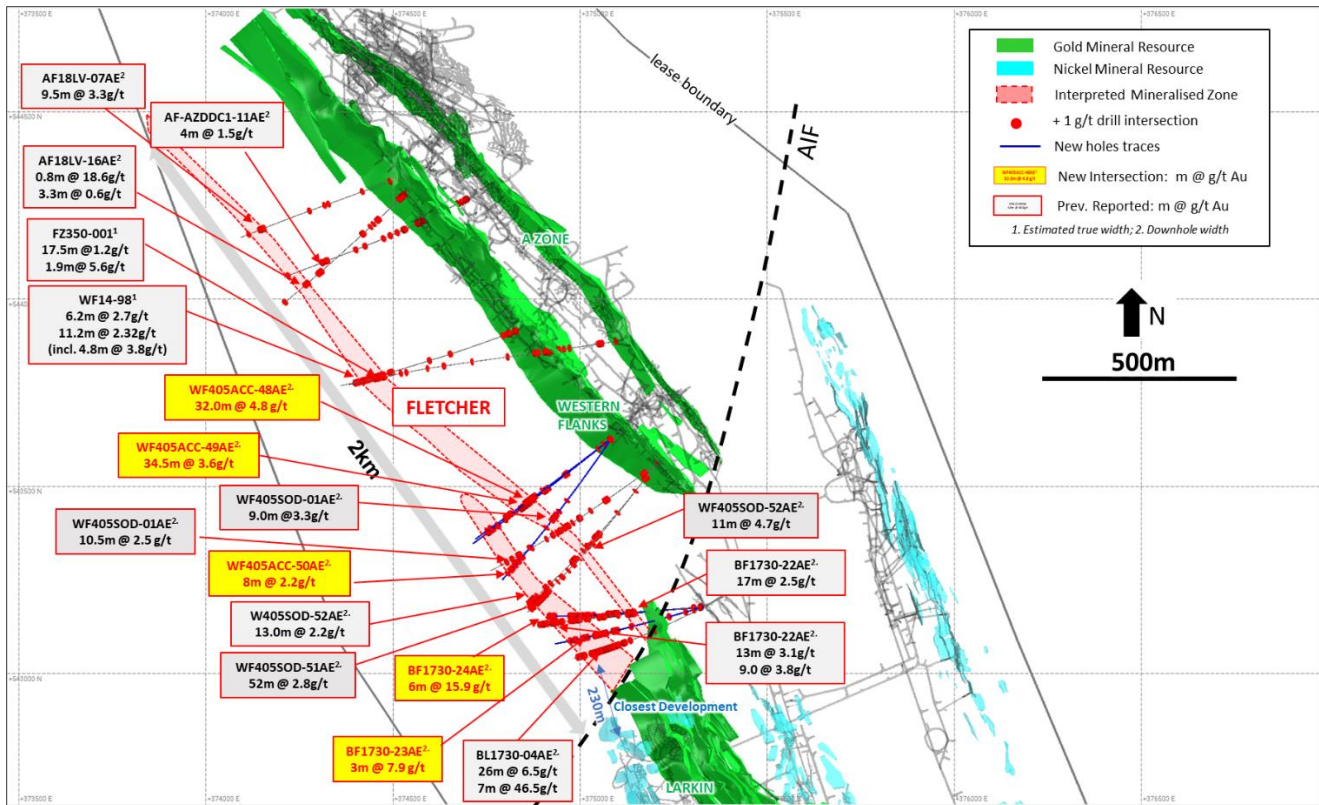 +373500 E
+374000 E
+374500 E
+375000 E
+375500 E
+376000 E
+376500 E
Gold Mineral Resource
Nickel Mineral Resource
Interpreted Mineralised Zone
+ 1 g/t drill intersection
New holes traces
New Intersection: m @ g/t Au
Prev. Reported: m @ g/t Au
1. Estimated true width; 2. Downhole width
lease boundary
AIF
N
500m
AF18LV-07AE2
9.5m @ 3.3g/t
AF-AZDDC1-11AE2
4m @ 1.5g/t
AF18LV-16AE2
0.8m @ 18.6g/t
3.3m @ 0.6g/t
FZ350-0011
17.5m @1.2g/t
1.9m@ 5.6g/t
WF14-981
6.2m @ 2.7g/t
11.2m @ 2.32g/t
(incl. 4.8m @ 3.8g/t)
A ZONE
WESTERN
FLANKS
FLETCHER
2km
WF405ACC-48AE2.
32.0m @ 4.8 g/t
WF405ACC-49AE2.
34.5m @ 3.6g/t
WF405SOD-01AE2.
9.0m @3.3g/t
WF405SOD-01AE2.
10.5m @ 2.5 g/t
WF405ACC-50AE2.
8m @ 2.2g/t
W405SOD-52AE2.
13.0m @ 2.2g/t
WF405SOD-51AE2.
52m @ 2.8g/t
WF405SOD-52AE2.
11m @ 4.7g/t
BF1730-22AE2.
17m @ 2.5g/t
BF1730-22AE2.
13m @ 3.1g/t
9.0 @ 3.8g/t
BF1730-24AE2.
6m @ 15.9 g/t
BF1730-23AE2.
3m @ 7.9 g/t
BL1730-04AE2.
26m @ 6.5g/t
7m @ 46.5g/t
230m
Closest Development
LARKIN
+373500 E
+374000 E
+374500 E
+375000 E
+375500 E
+376000 E
+376500 E